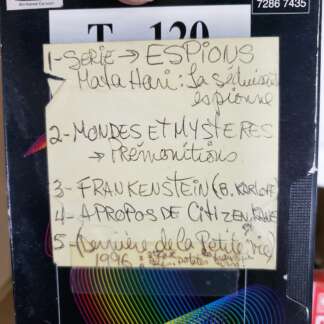 7286 7435
T-120
1-SERIE → ESPIONS
Mata Hari: la séduisante
espionne
2-MONDES ET MYSTERES
→ PRÉMONITIONS
3-FRANKENSTEIN (B. KARLOFF
4-A PROPOS DE CITIZEN KANE
5-(Derrière de la Petite Vie)
1996